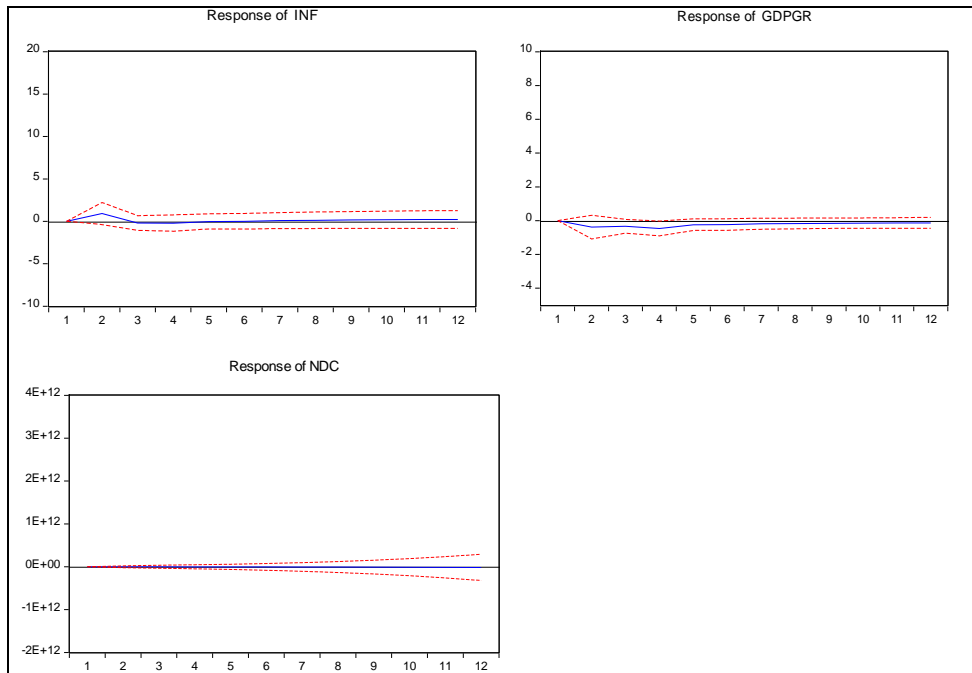 Response of INF
20
15
10
5
0
-5
-10
1 2 3 4 5 6 7 8 9 10 11 12
Response of GDPGR
10
8
6
4
2
0
-2
-4
1 2 3 4 5 6 7 8 9 10 11 12
Response of NDC
4E+12
3E+12
2E+12
1E+12
0E+00
-1E+12
-2E+12
1 2 3 4 5 6 7 8 9 10 11 12